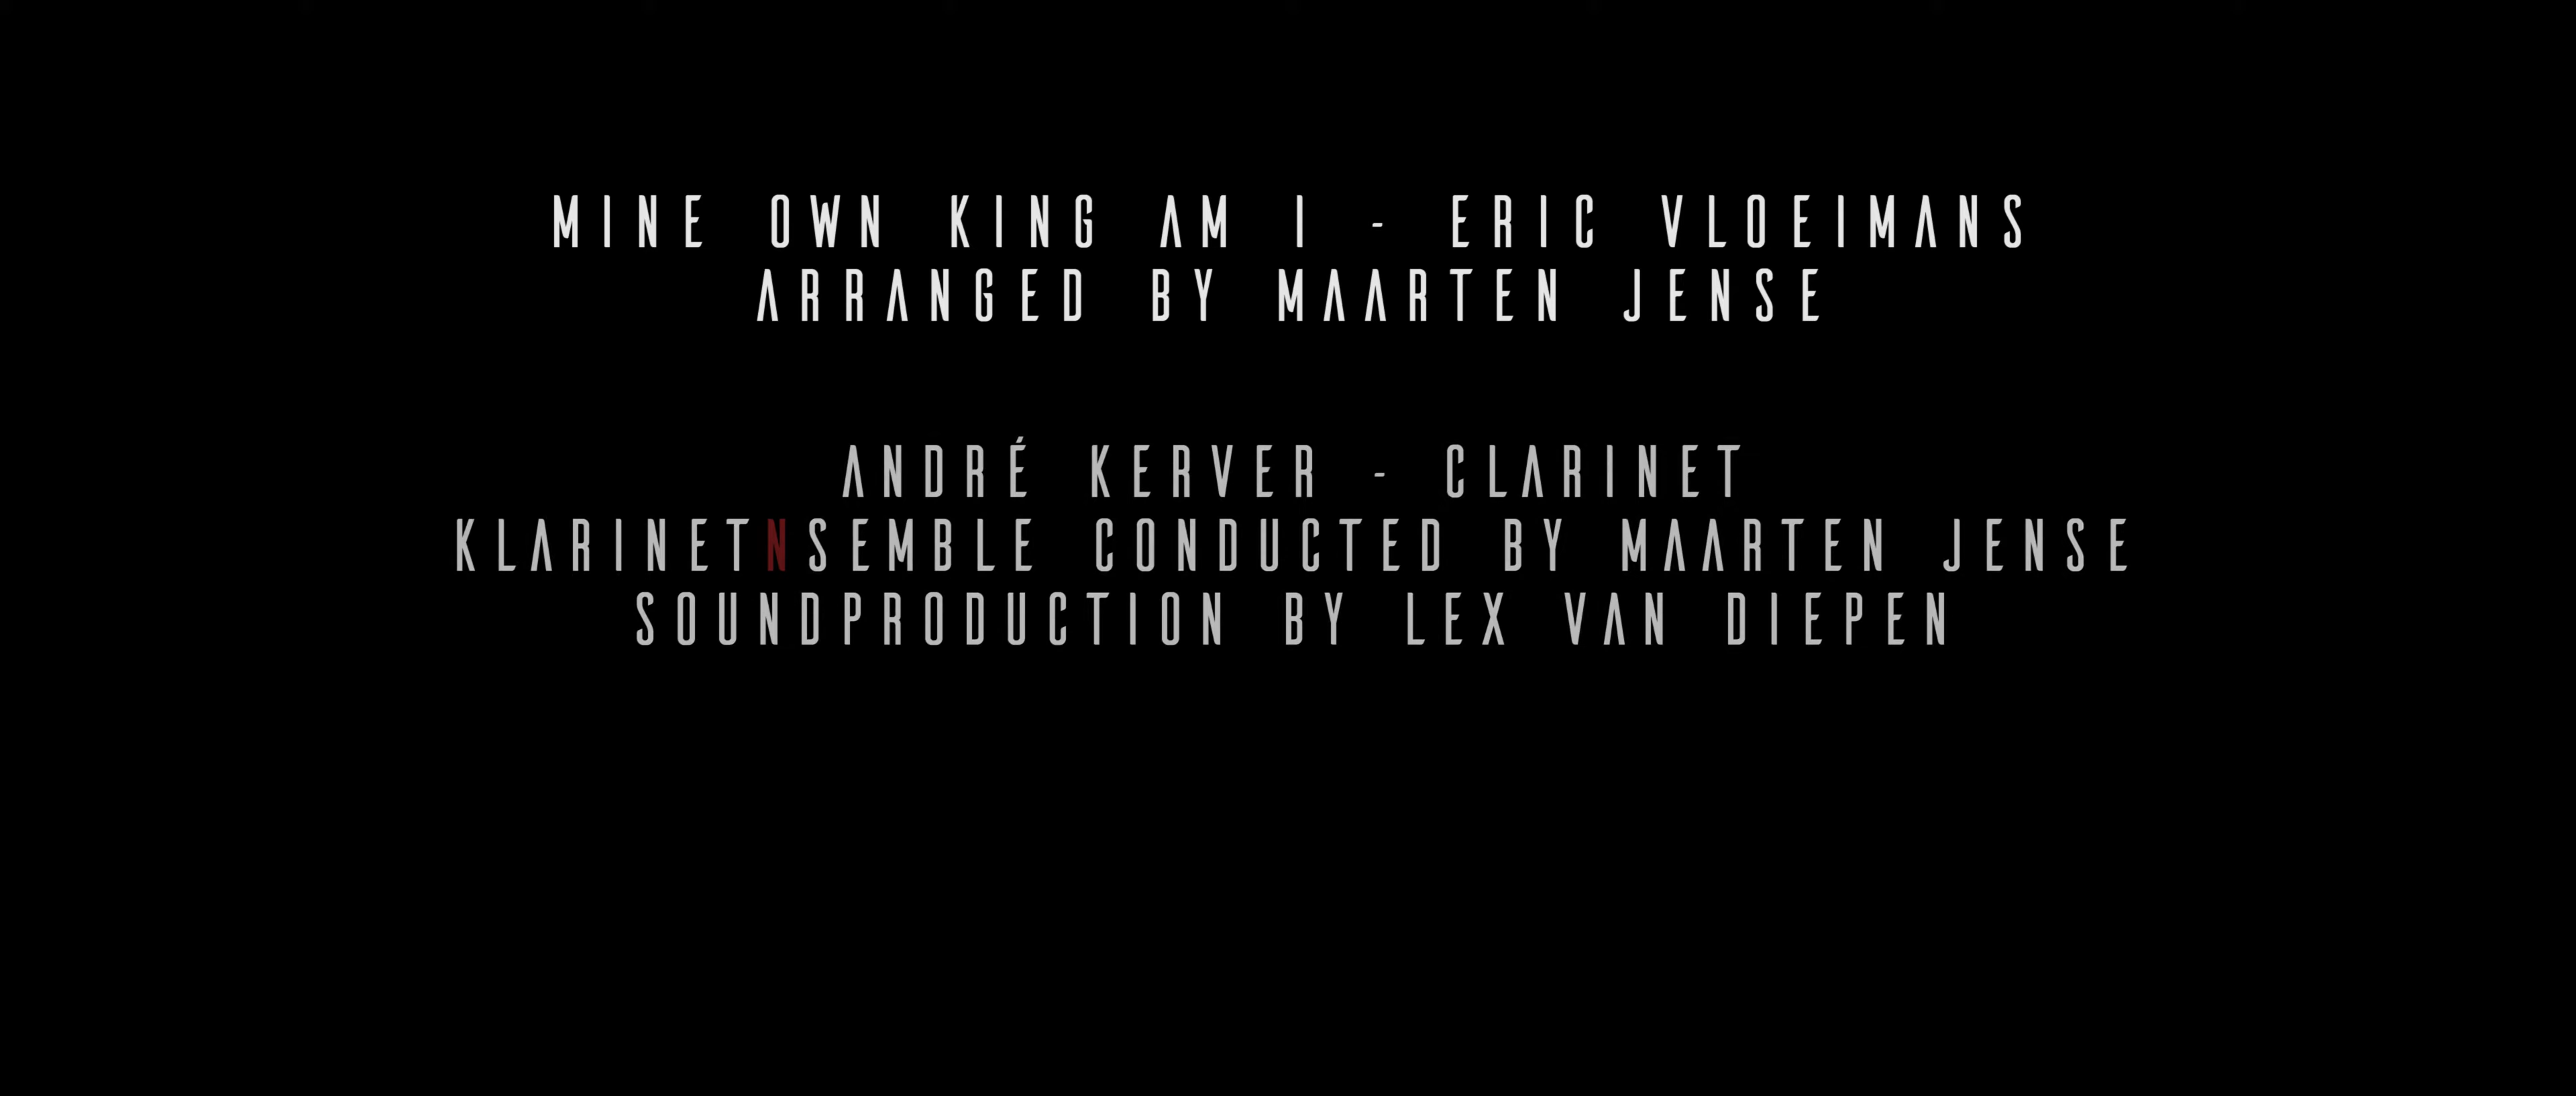 MINE OWN KING AM I - ERIC VLOEIMANS
ARRANGED BY MAARTEN JENSE
ANDRÉ KERVER - CLARINET
KLARINETNSEMBLE CONDUCTED BY MAARTEN JENSE
SOUNDPRODUCTION BY LEX VAN DIEPEN